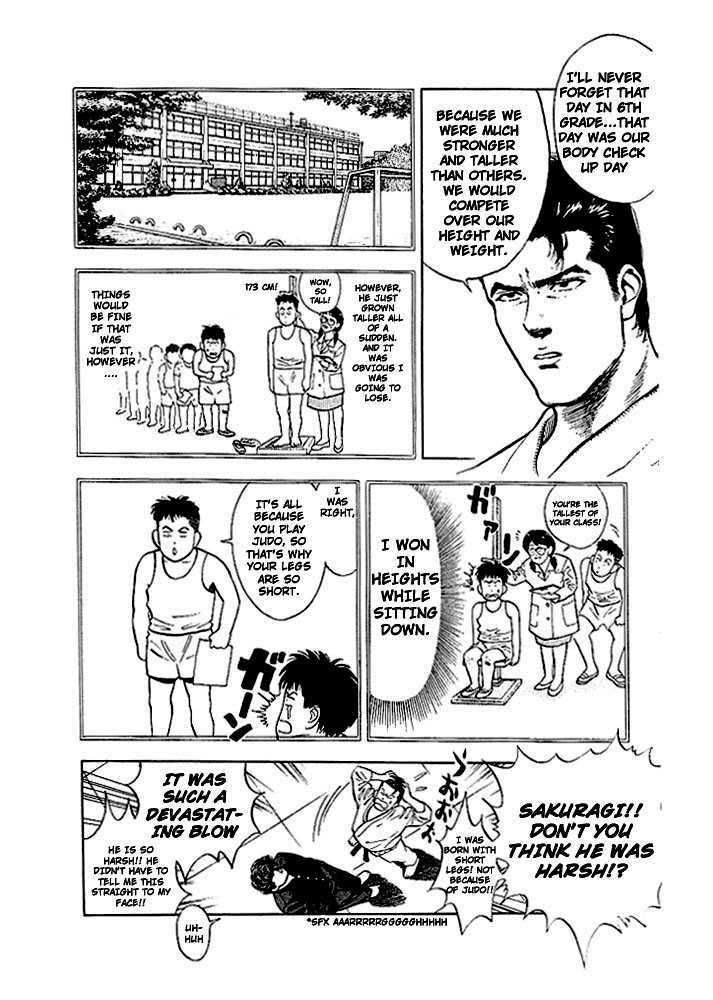 I'LL NEVER
FORGET THAT
DAY IN 6TH
GRADE...THAT
DAY WAS OUR
BODY CHECK
UP DAY
BECAUSE WE
WERE MUCH
STRONGER
AND TALLER
THAN OTHERS.
WE WOULD
COMPETE
OVER OUR
HEIGHT AND
WEIGHT.
HOWEVER,
HE JUST
GROWN
TALLER ALL
OF A
SUDDEN.
AND IT
WAS
OBVIOUS I
WAS
GOING TO
LOSE.
WOW,
SO
TALL!
173 CM!
THINGS
WOULD
BE FINE
IF THAT
WAS
JUST IT,
HOWEVER
....
YOU'RE THE
TALLEST OF
YOUR CLASS!
ガァーン
I WON
IN
HEIGHTS
WHILE
SITTING
DOWN.
I
WAS
RIGHT,
IT'S ALL
BECAUSE
YOU PLAY
JUDO, SO
THAT'S WHY
YOUR LEGS
ARE SO
SHORT.
ガーン
SAKURAGI!!
DON'T YOU
THINK HE WAS
HARSH!?
うおおお
I WAS
BORN WITH
SHORT
LEGS! NOT
BECAUSE
OF JUDO!!
IT WAS
SUCH A
DEVASTAT-
ING BLOW
HE IS SO
HARSH!! HE
DIDN'T HAVE TO
TELL ME THIS
STRAIGHT TO MY
FACE!!
UH-
HUH
*SFX AAARRRRRGGGGGHHHHH